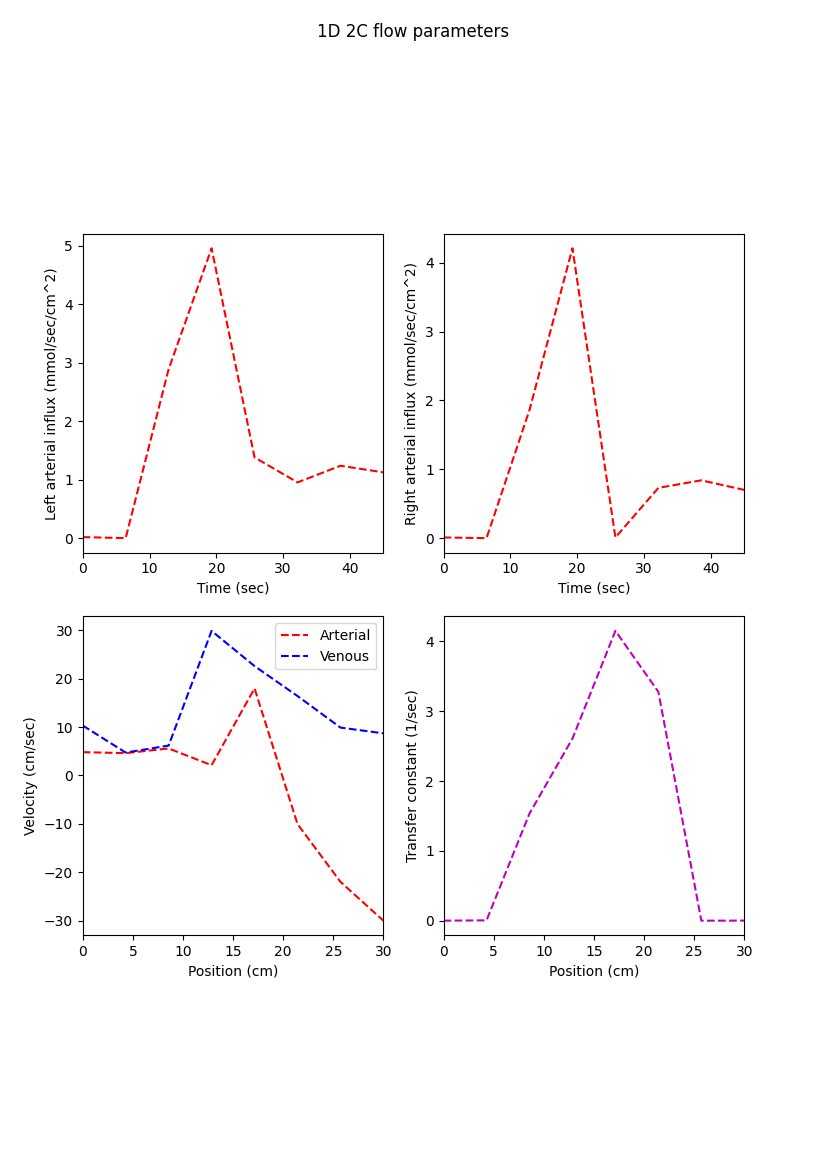 1D 2C flow parameters
Left arterial influx (mmol/sec/cm^2)
5
4
3
2
1
0
0 10 20 30 40
Time (sec)
Right arterial influx (mmol/sec/cm^2)
4
3
2
1
0
0 10 20 30 40
Time (sec)
Velocity (cm/sec)
30
20
10
0
−10
−20
−30
Arterial
Venous
0 5 10 15 20 25 30
Position (cm)
Transfer constant (1/sec)
4
3
2
1
0
0 5 10 15 20 25 30
Position (cm)